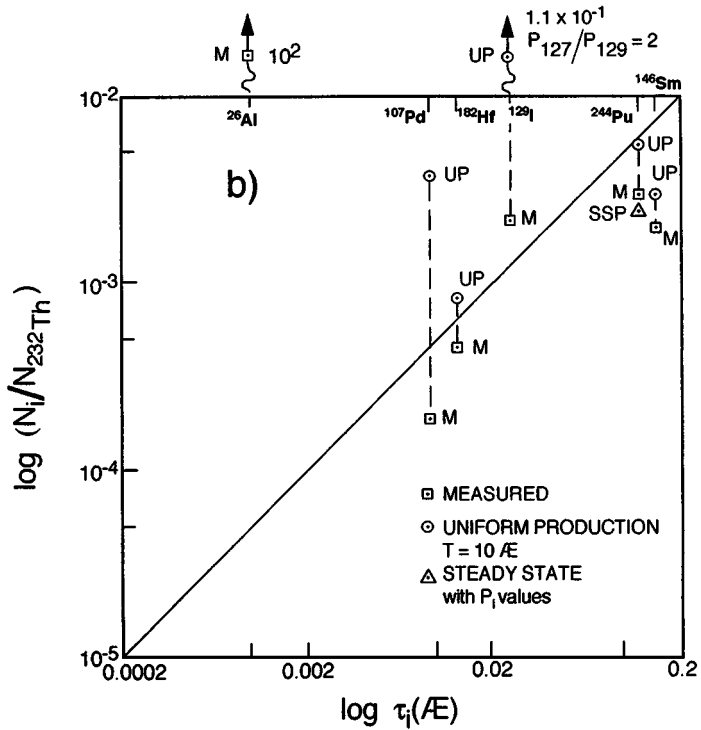 M 10²
UP
1.1 x 10⁻¹
P₁₂₇/P₁₂₉ = 2
¹⁴⁶Sm
10⁻²
²⁶Al ¹⁰⁷Pd ¹⁸²Hf ¹²⁹I ²⁴⁴Pu
b)
UP
UP
UP
M
SSP
M
M
10⁻³
UP
M
M
10⁻⁴
MEASURED
UNIFORM PRODUCTION
T = 10 Æ
STEADY STATE
with Pᵢ values
10⁻⁵
0.0002 0.002 0.02 0.2
log (Nᵢ/N₂₃₂Th)
log τᵢ(Æ)